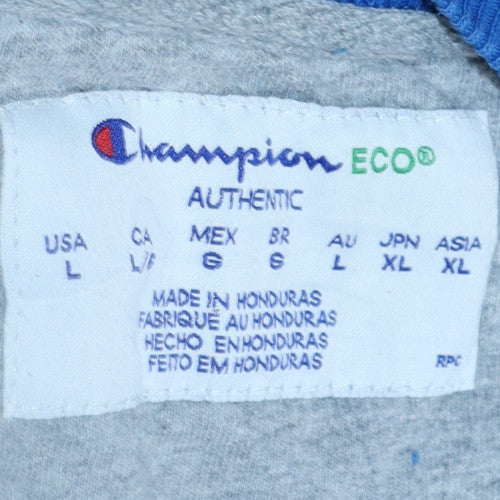 Champion ECO®
AUTHENTIC
USA CA MEX BR AU JPN ASIA
L L/P G G L XL XL
MADE IN HONDURAS
FABRIQUE AU HONDURAS
HECHO EN HONDURAS
FEITO EM HONDURAS
RPC